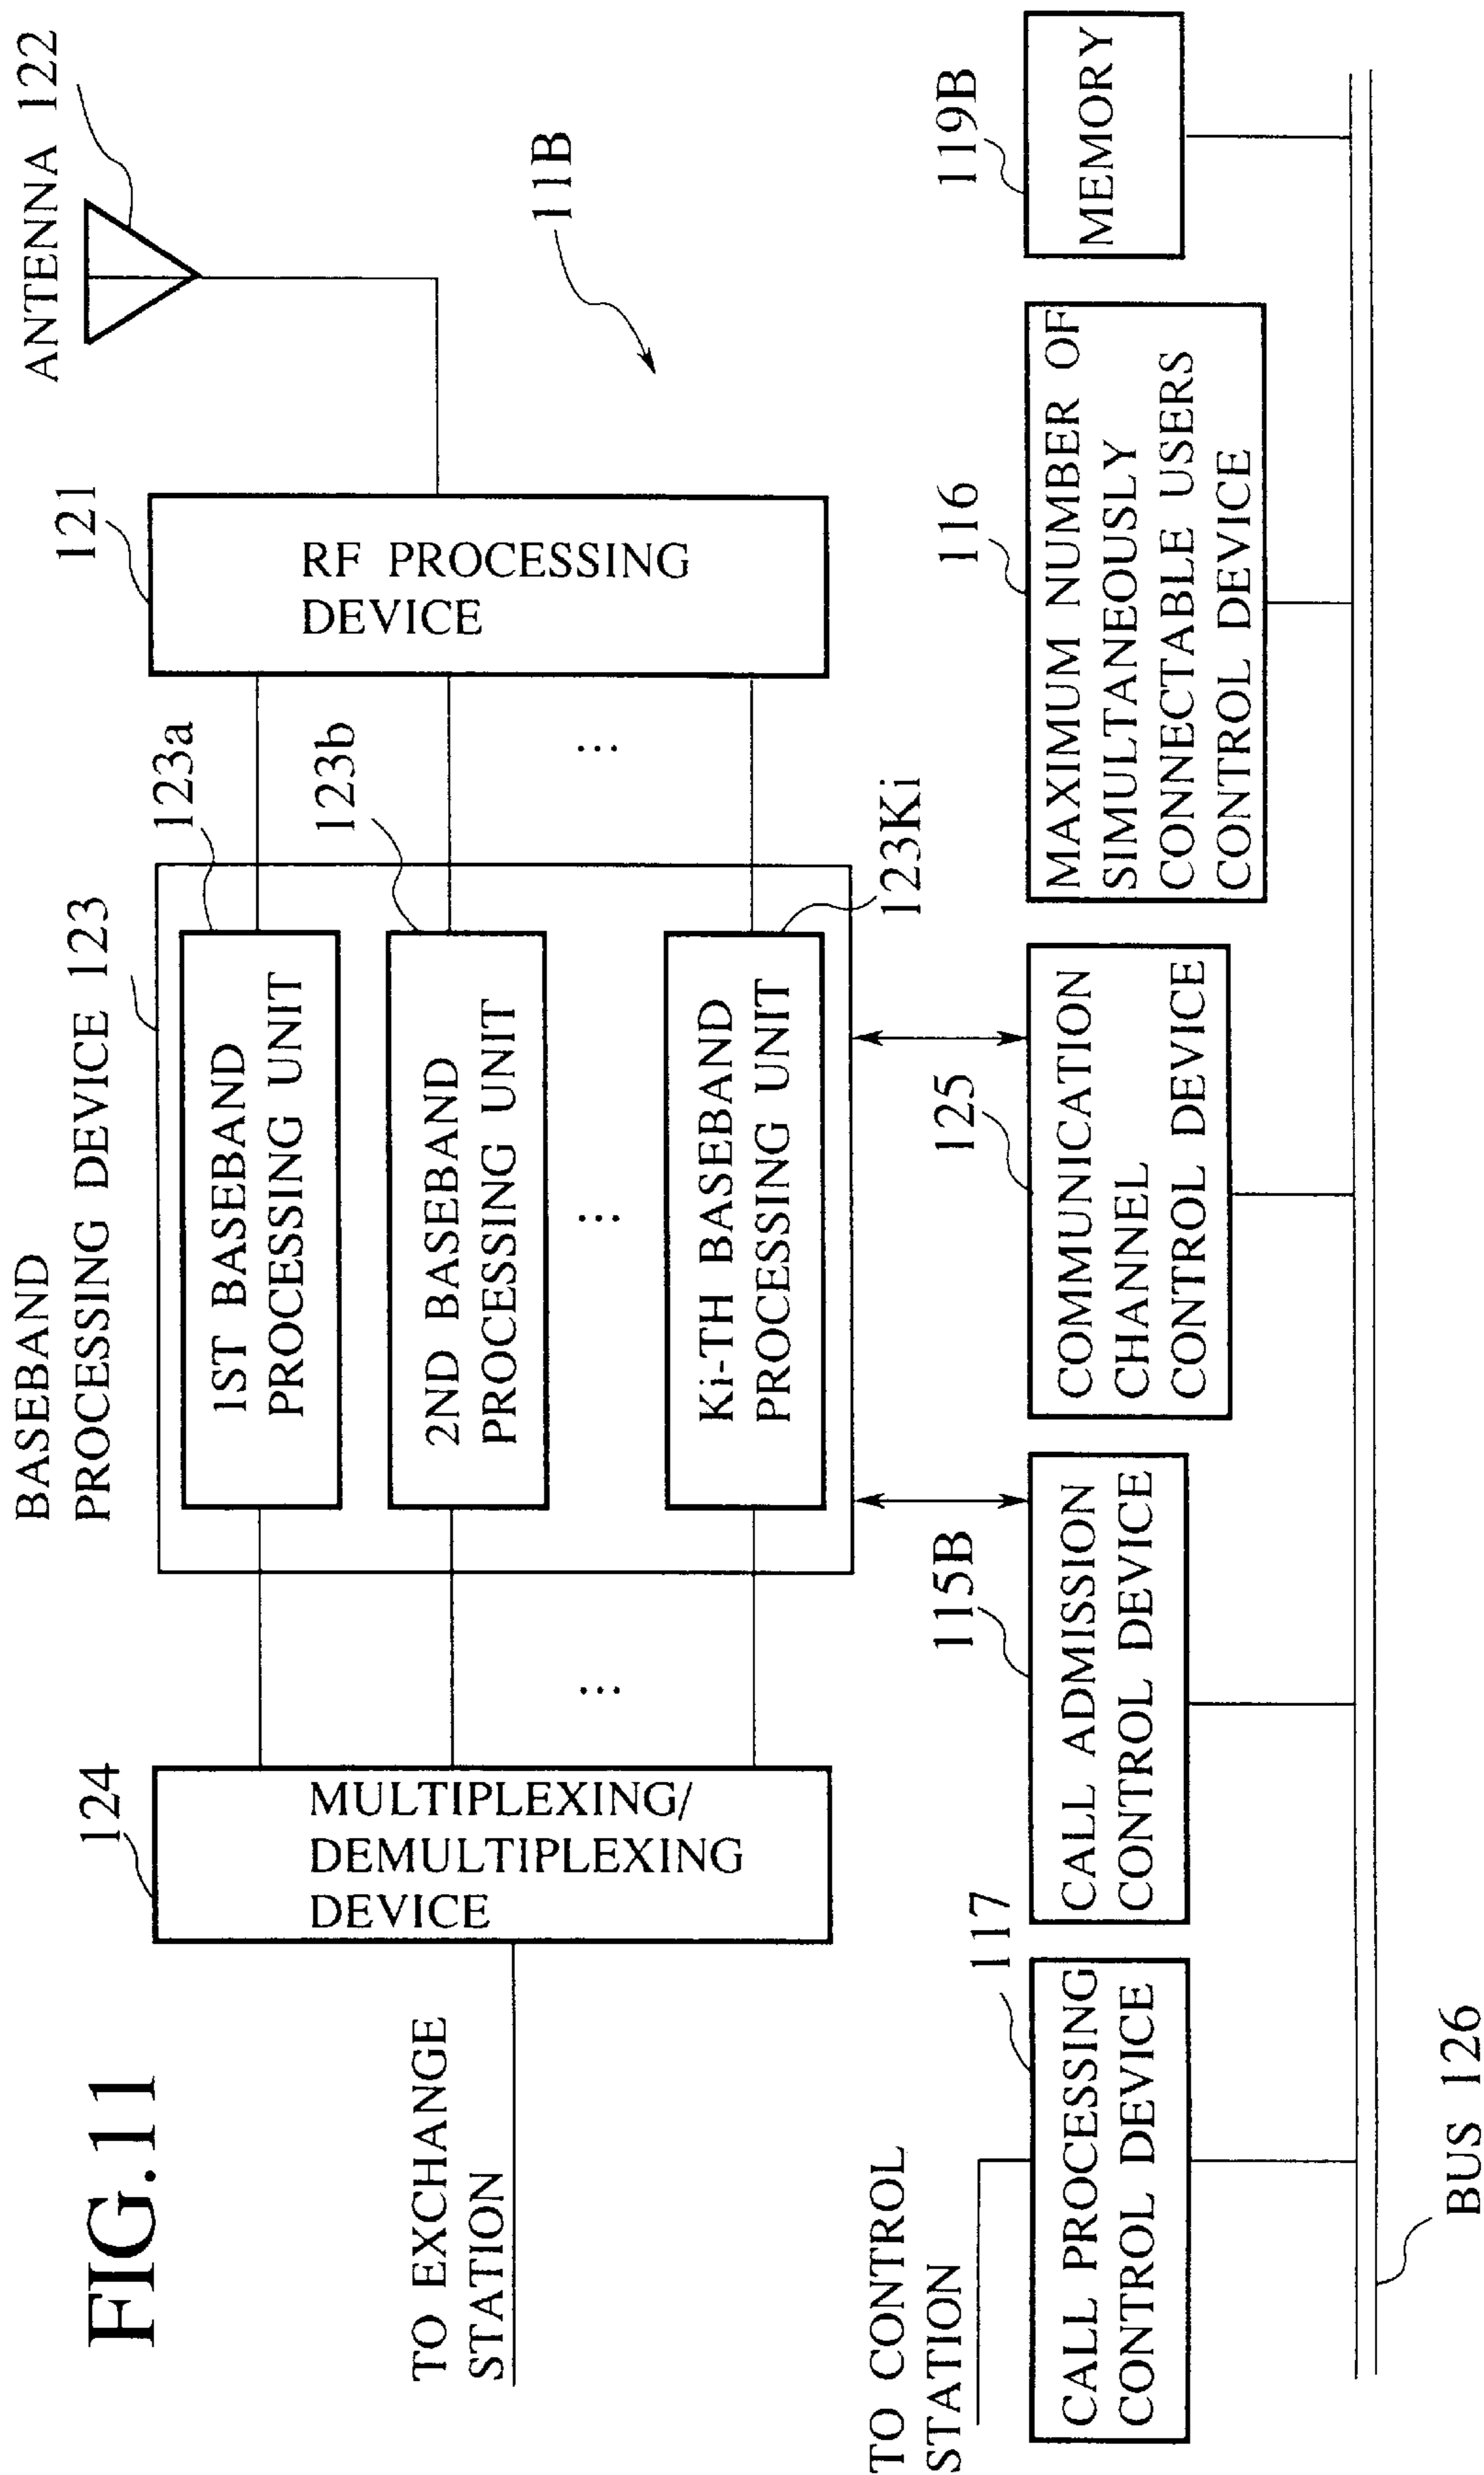 FIG.11
BASEBAND
PROCESSING DEVICE 123
ANTENNA 122
124
MULTIPLEXING/
DEMULTIPLEXING
DEVICE
TO EXCHANGE
STATION
1ST BASEBAND
PROCESSING UNIT
123a
2ND BASEBAND
PROCESSING UNIT
123b
...
...
...
Ki-TH BASEBAND
PROCESSING UNIT
123Ki
121
RF PROCESSING
DEVICE
11B
TO CONTROL
STATION
117
CALL PROCESSING
CONTROL DEVICE
115B
CALL ADMISSION
CONTROL DEVICE
125
COMMUNICATION
CHANNEL
CONTROL DEVICE
116
MAXIMUM NUMBER OF
SIMULTANEOUSLY
CONNECTABLE USERS
CONTROL DEVICE
119B
MEMORY
BUS 126